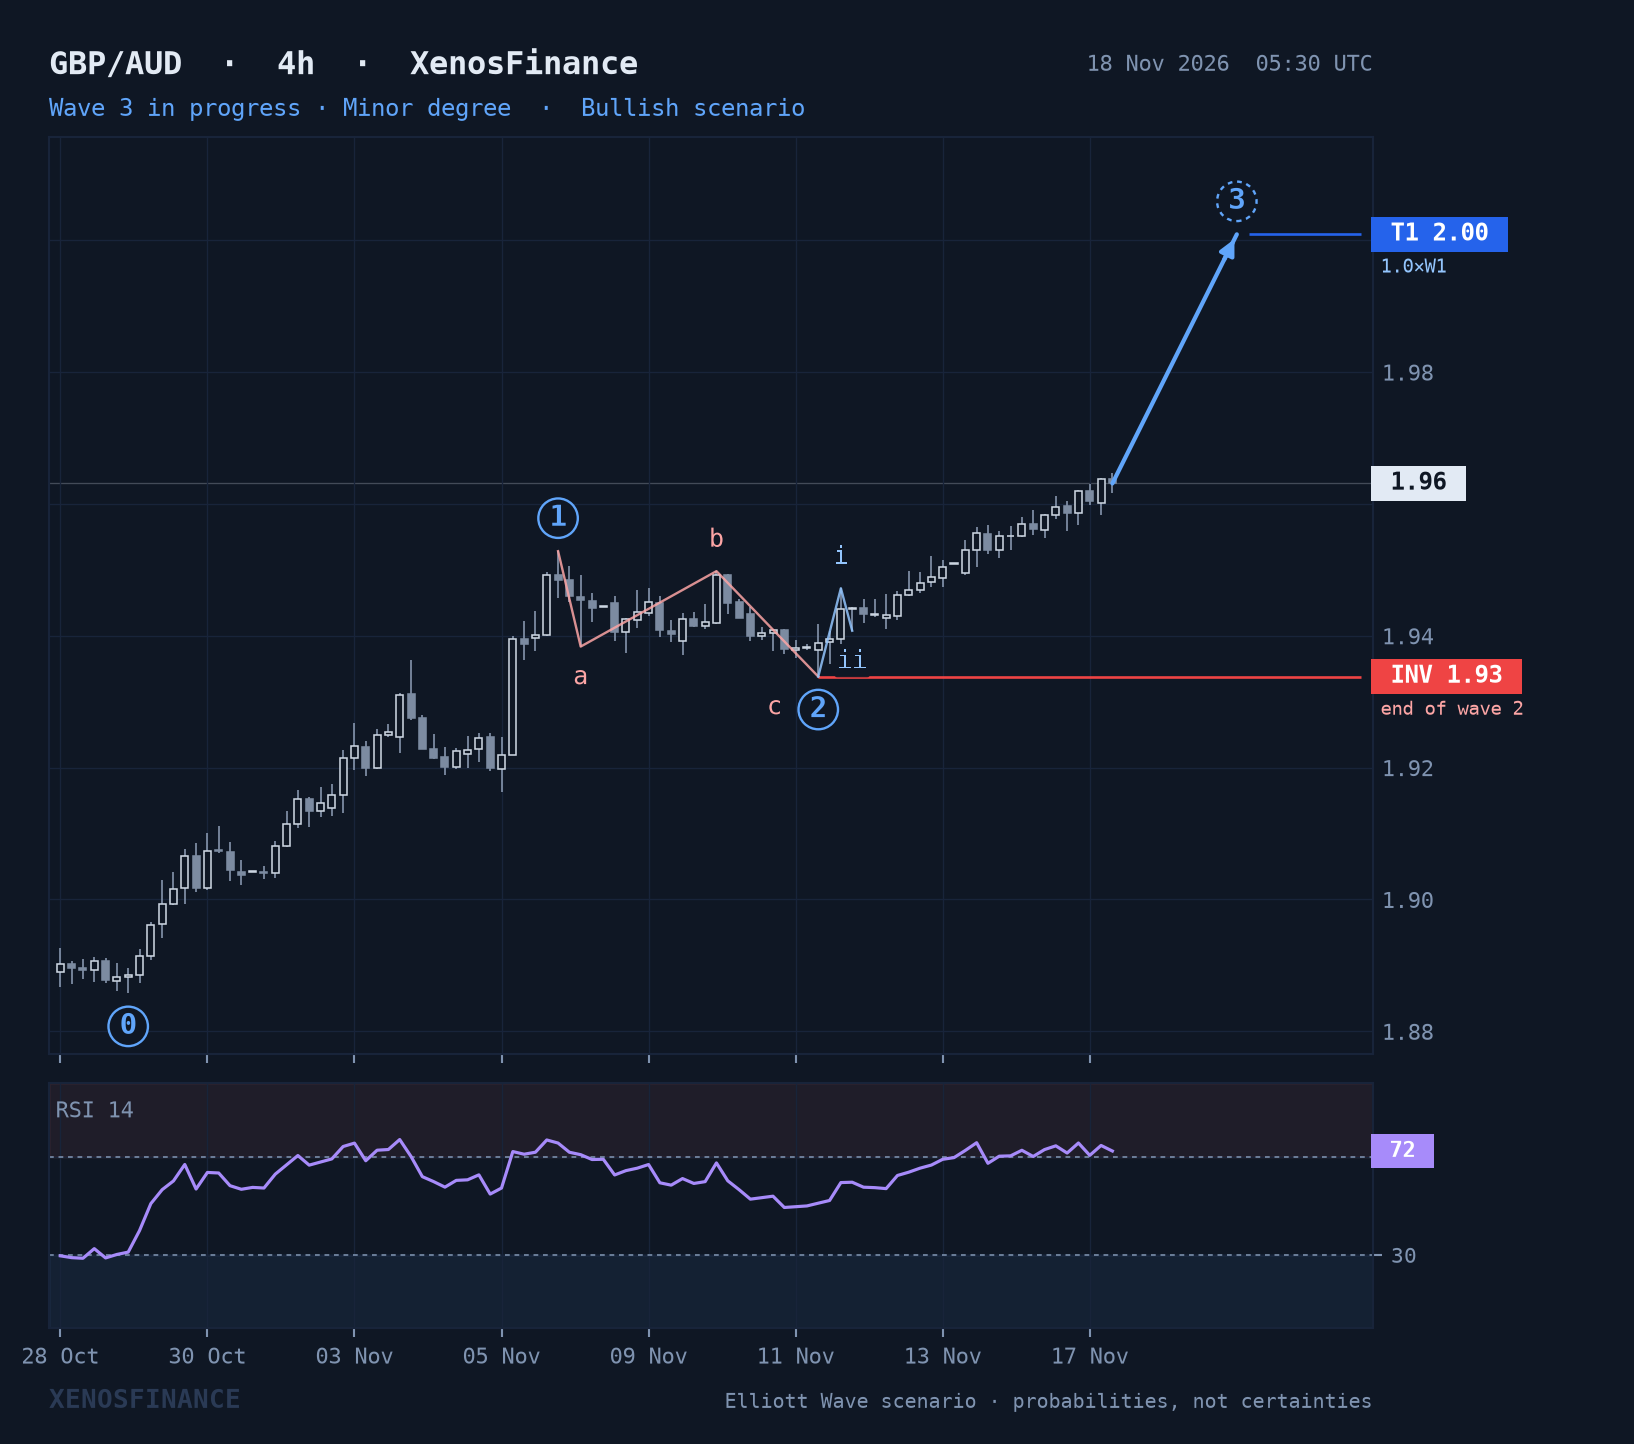 GBP/AUD · 4h · XenosFinance
18 Nov 2026 05:30 UTC
Wave 3 in progress · Minor degree · Bullish scenario
3
T1 2.00
1.0×W1
1.98
1.96
1
b
i
1.94
a
ii
INV 1.93
c
2
end of wave 2
1.92
1.90
0
1.88
RSI 14
72
30
28 Oct
30 Oct
03 Nov
05 Nov
09 Nov
11 Nov
13 Nov
17 Nov
XENOSFINANCE
Elliott Wave scenario · probabilities, not certainties